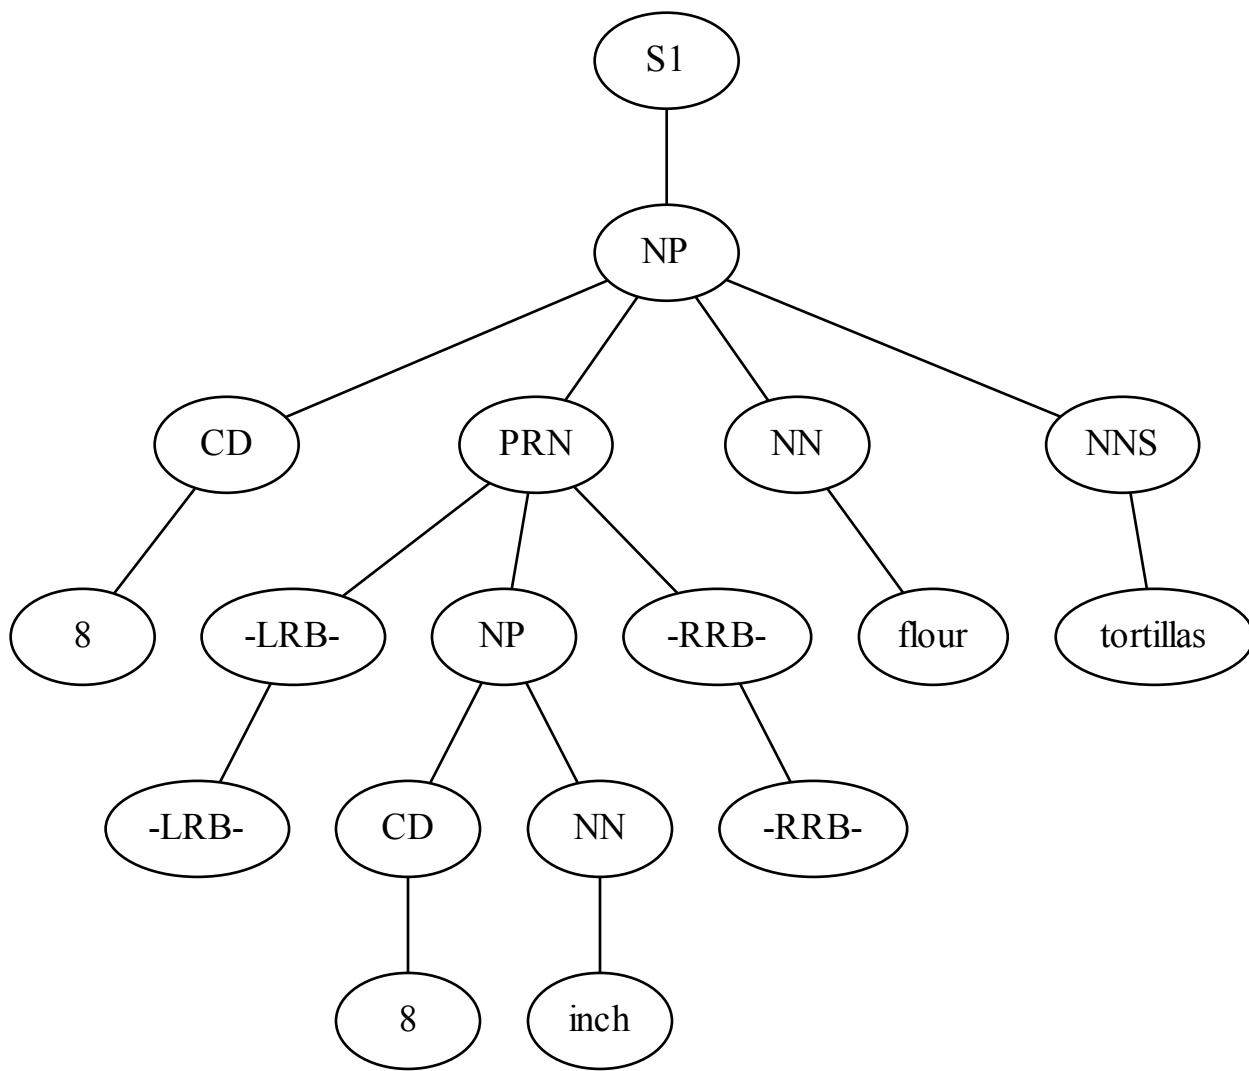 S1
NP
CD PRN NN NNS
8 -LRB- NP -RRB- flour tortillas
-LRB- CD NN -RRB-
8 inch